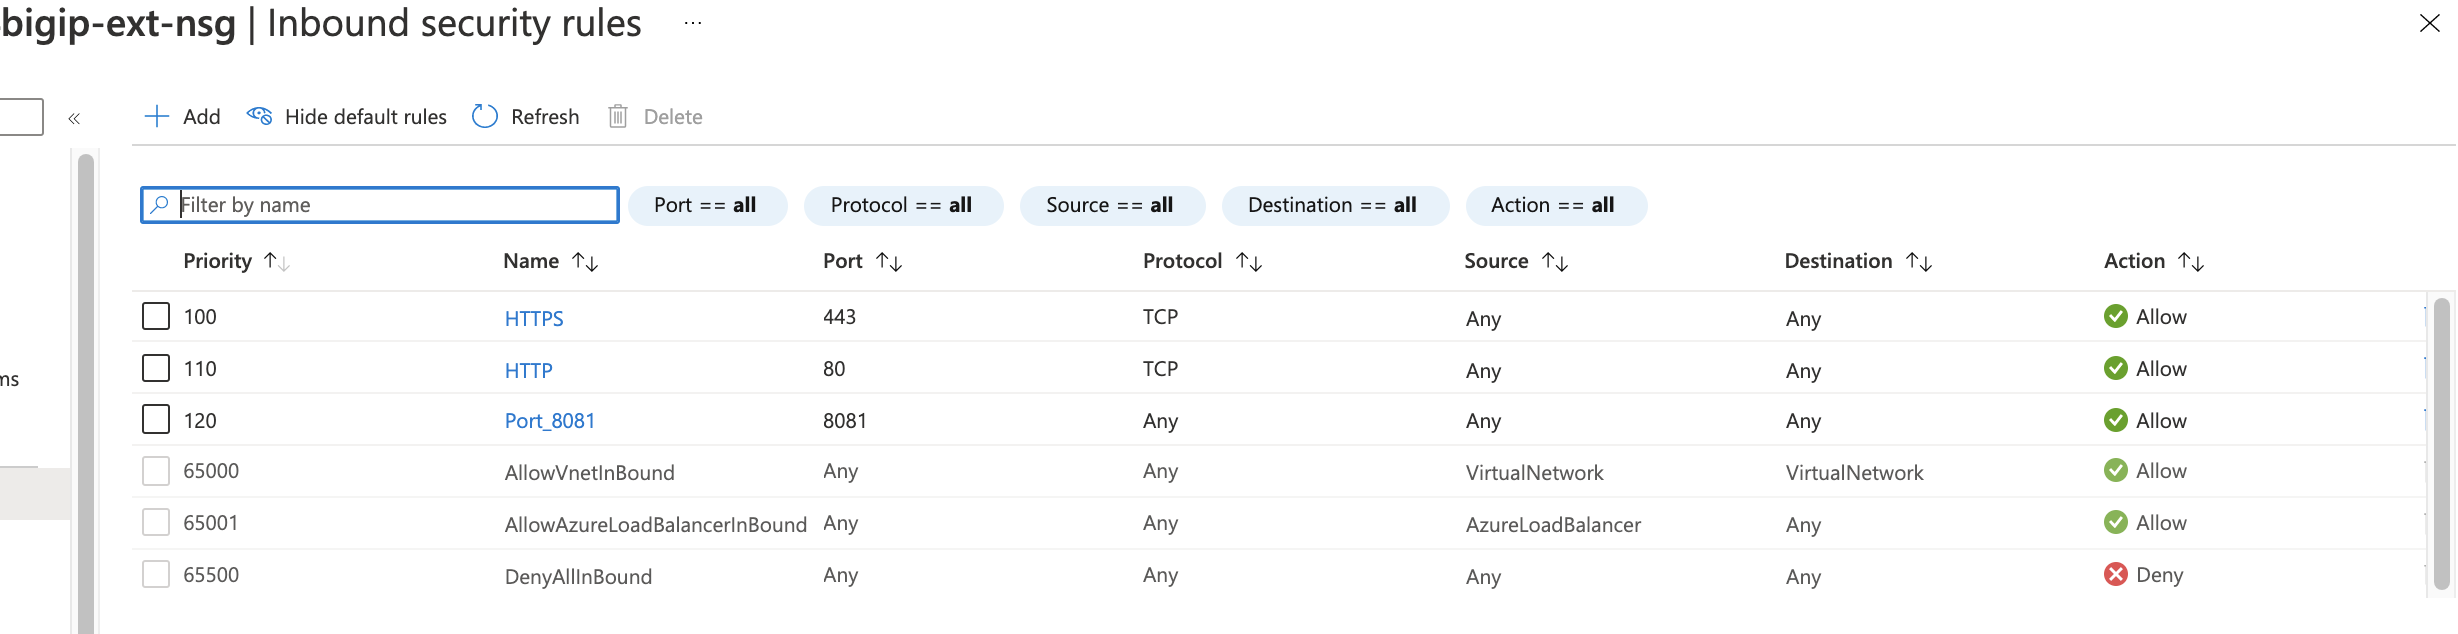 bigip-ext-nsg | Inbound security rules ...
« Add Hide default rules Refresh Delete
Filter by name Port == all Protocol == all Source == all Destination == all Action == all
Priority Name Port Protocol Source Destination Action
100 HTTPS 443 TCP Any Any Allow
110 HTTP 80 TCP Any Any Allow
ms
120 Port_8081 8081 Any Any Any Allow
65000 AllowVnetInBound Any Any VirtualNetwork VirtualNetwork Allow
65001 AllowAzureLoadBalancerInBound Any Any AzureLoadBalancer Any Allow
65500 DenyAllInBound Any Any Any Any Deny